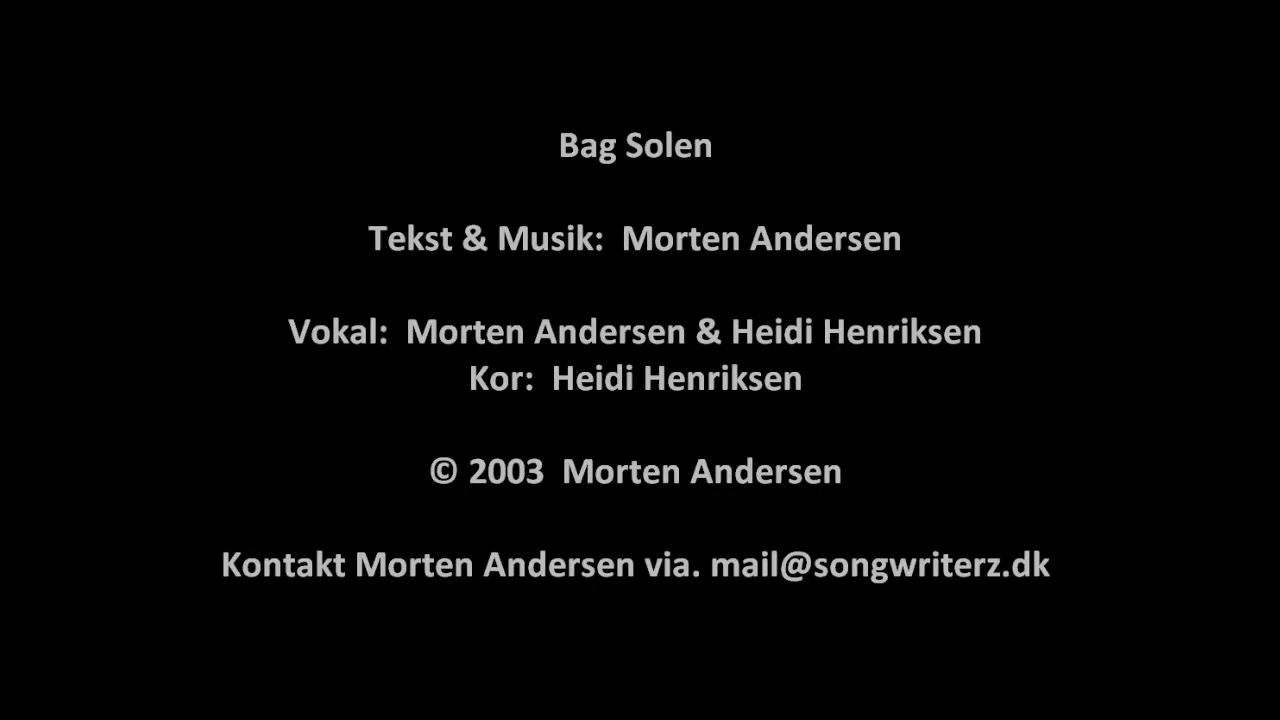 Bag Solen
Tekst & Musik:  Morten Andersen
Vokal:  Morten Andersen & Heidi Henriksen
Kor:  Heidi Henriksen
© 2003  Morten Andersen
Kontakt Morten Andersen via. mail@songwriterz.dk